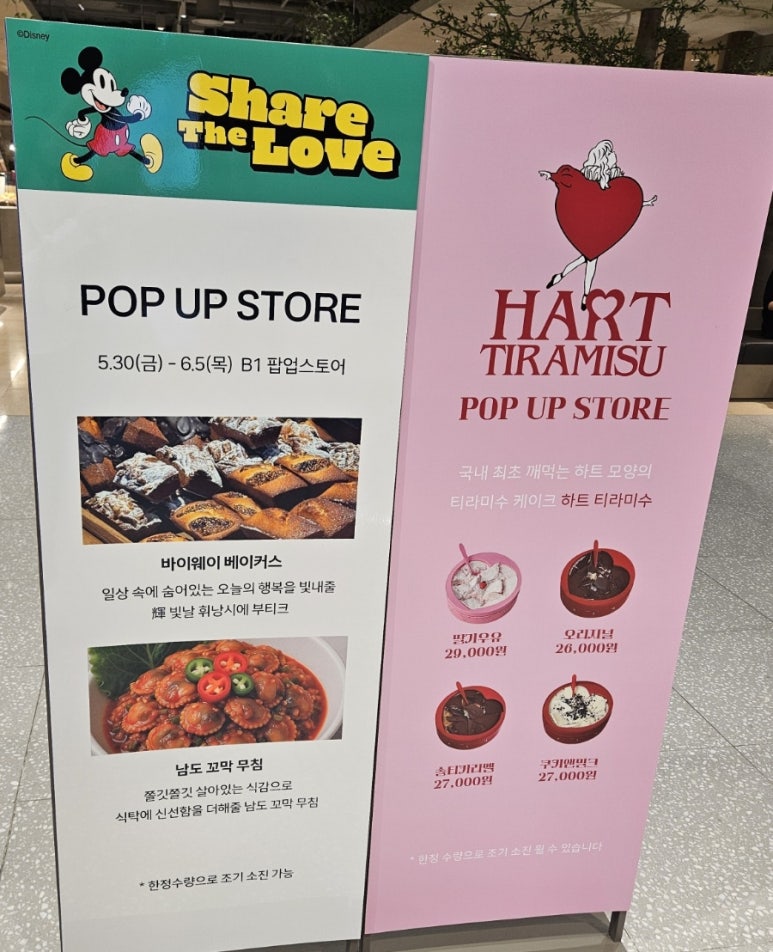 ©Disney
Share
The Love
POP UP STORE
5.30(금) - 6.5(목) B1 팝업스토어
바이웨이 베이커스
일상 속에 숨어있는 오늘의 행복을 빛내줄
輝 빛날 휘낭시에 부티크
남도 꼬막 무침
쫄깃쫄깃 살아있는 식감으로
식탁에 신선함을 더해줄 남도 꼬막 무침
* 한정수량으로 조기 소진 가능
HART
TIRAMISU
POP UP STORE
국내 최초 깨먹는 하트 모양의
티라미수 케이크 하트 티라미수
딸기우유
29,000원
오리지널
26,000원
솔티카라멜
27,000원
쿠키앤밀크
27,000원
* 한정 수량으로 조기 소진 될 수 있습니다